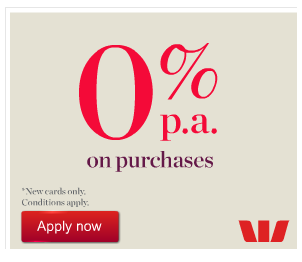 0%
p.a.
on purchases
*New cards only.
Conditions apply.
Apply now